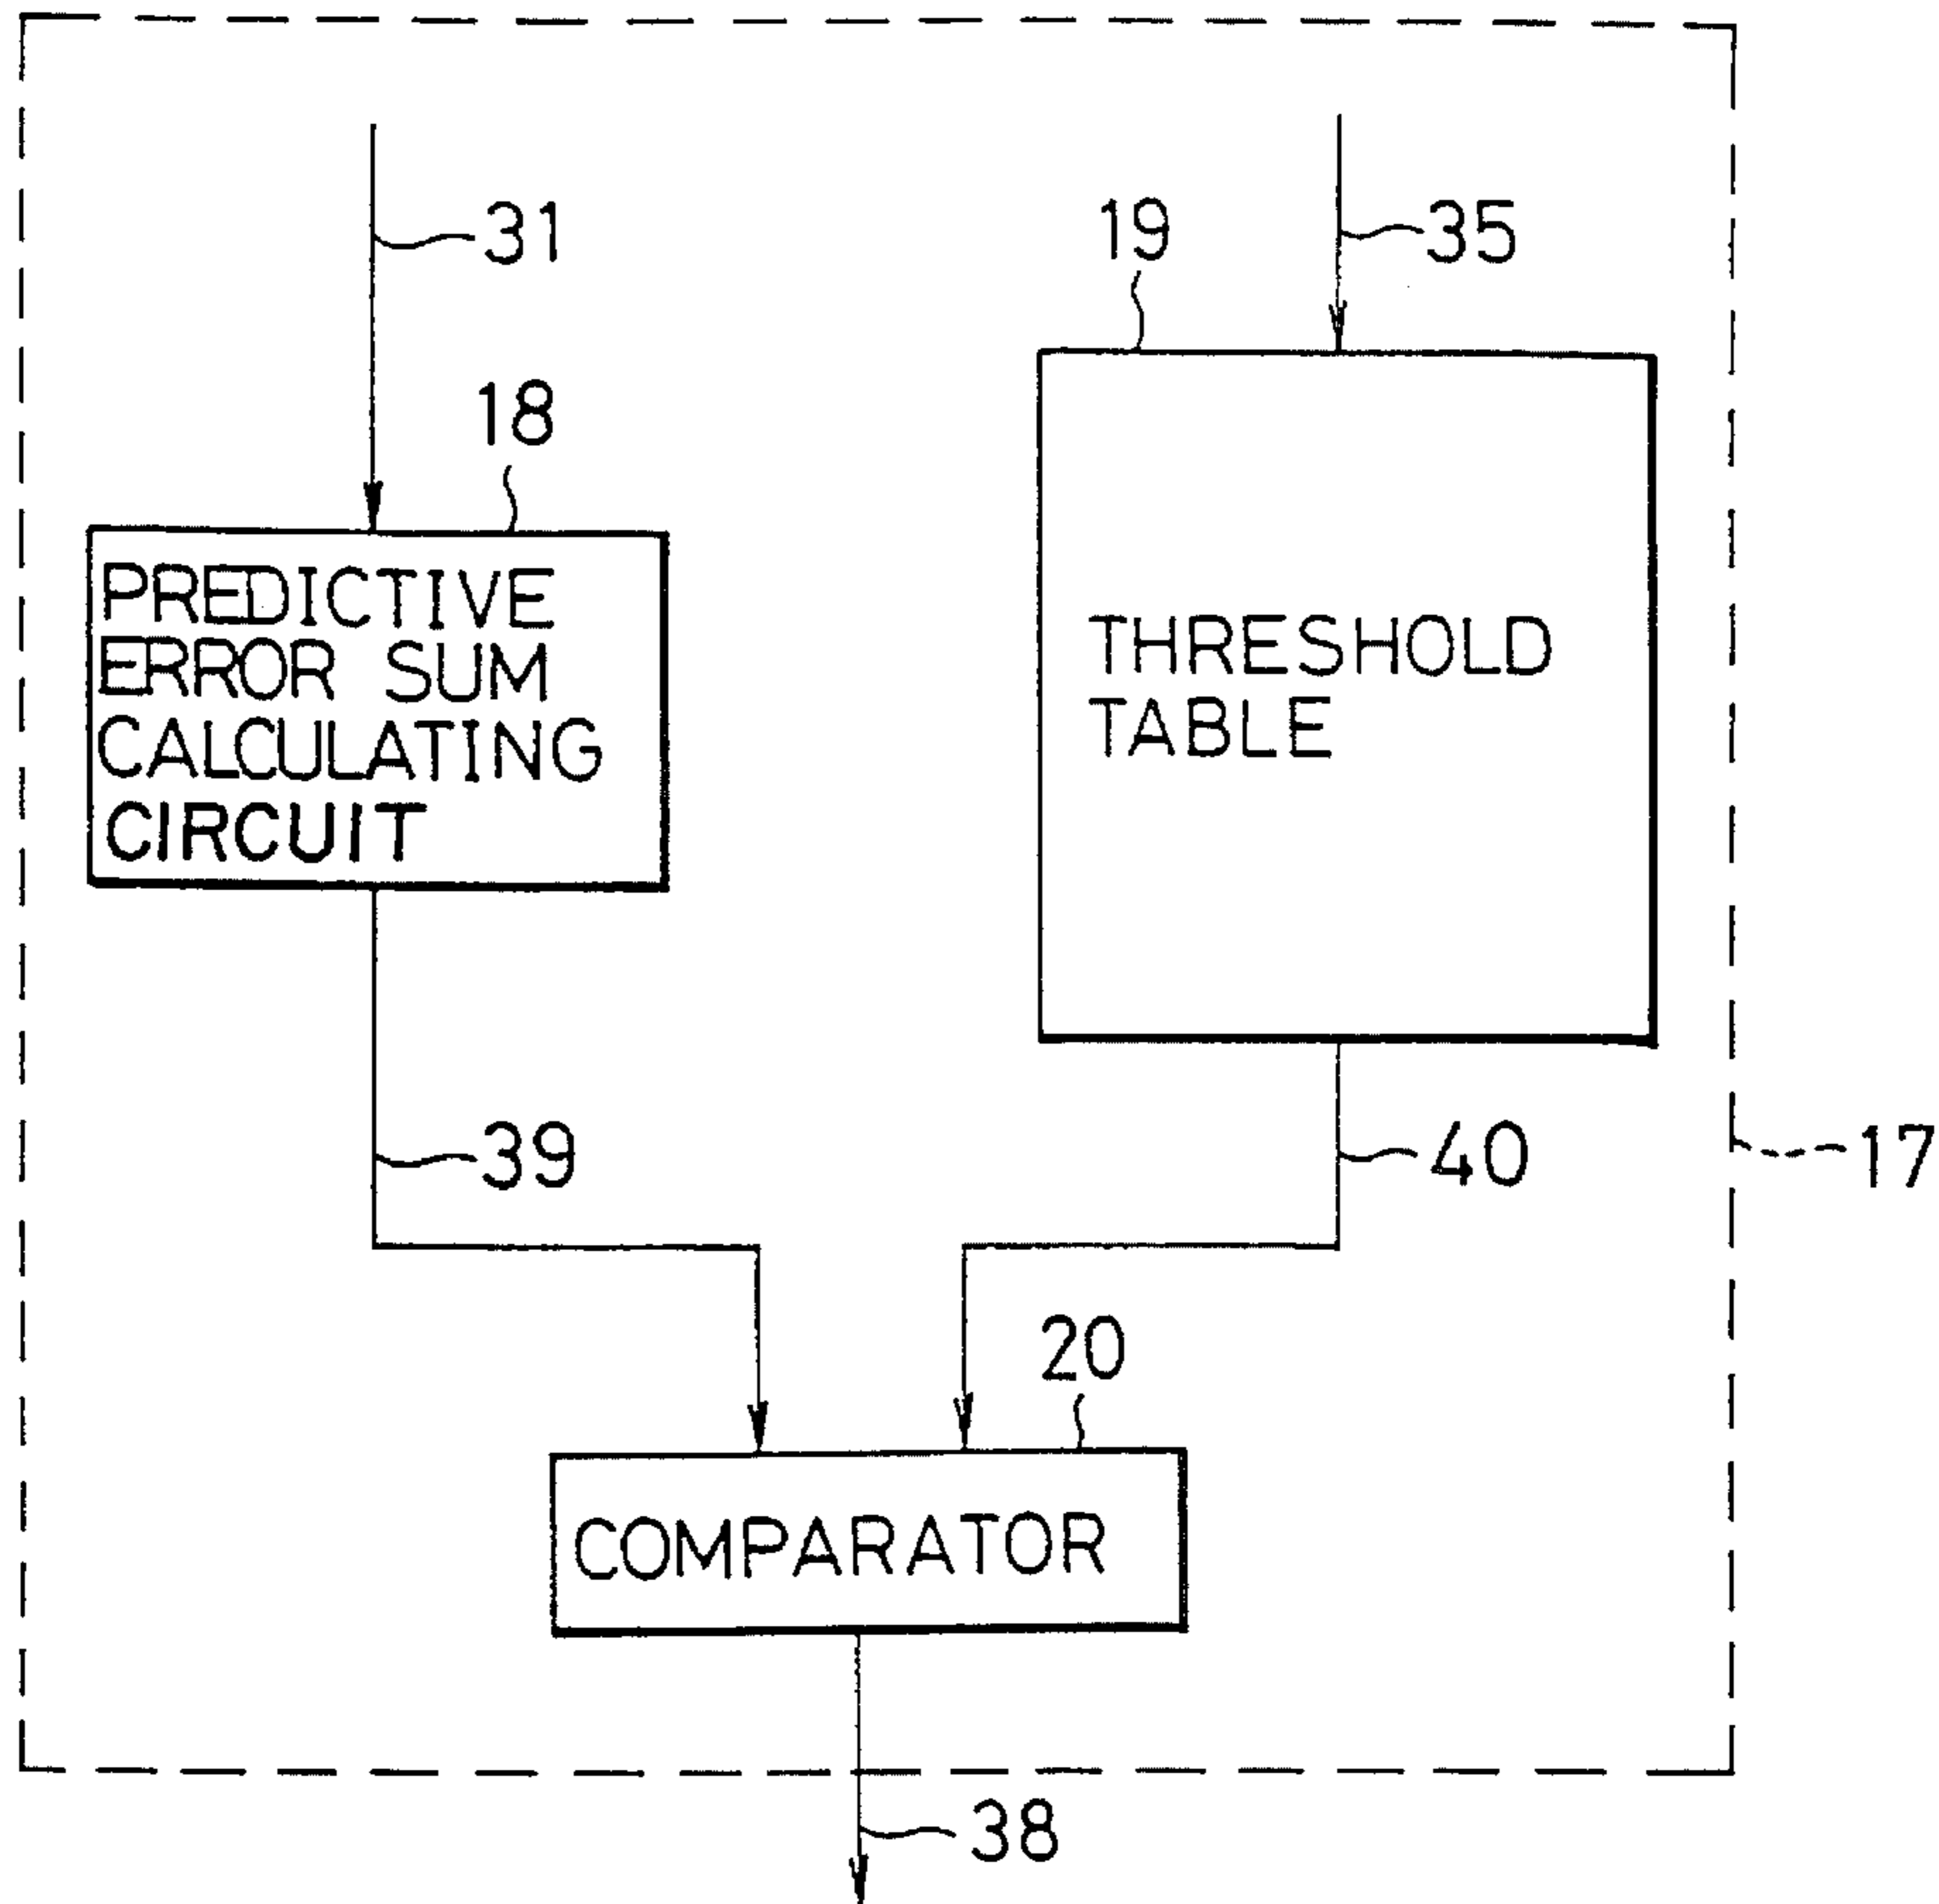 31
35
19
18
PREDICTIVE
ERROR SUM
CALCULATING
CIRCUIT
THRESHOLD
TABLE
39
40
17
20
COMPARATOR
38